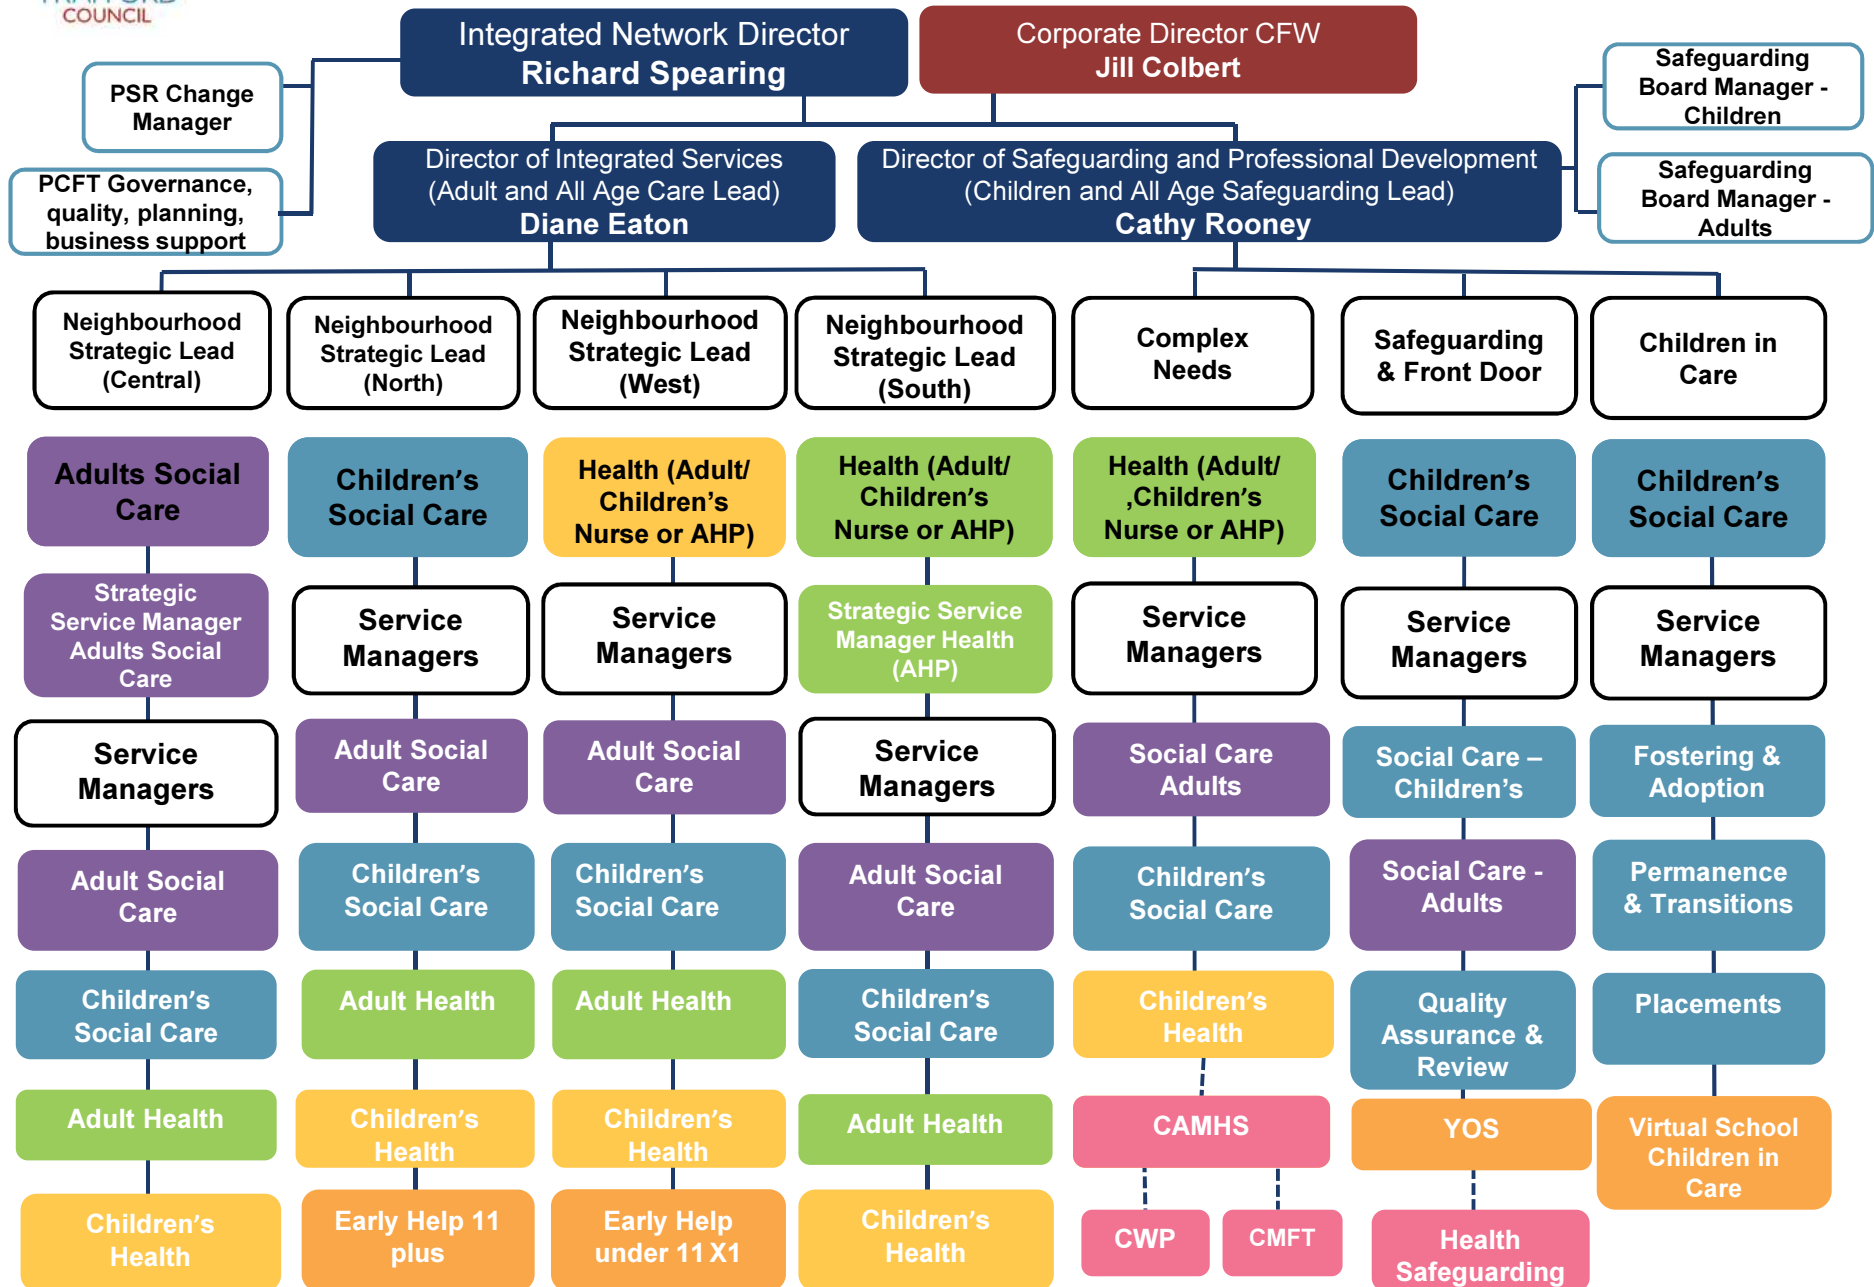 COUNCIL
Integrated Network Director
Richard Spearing
Corporate Director CFW
Jill Colbert
PSR Change
Manager
PCFT Governance,
quality, planning,
business support
Safeguarding
Board Manager -
Children
Safeguarding
Board Manager -
Adults
Director of Integrated Services
(Adult and All Age Care Lead)
Diane Eaton
Director of Safeguarding and Professional Development
(Children and All Age Safeguarding Lead)
Cathy Rooney
Neighbourhood
Strategic Lead
(Central)
Neighbourhood
Strategic Lead
(North)
Neighbourhood
Strategic Lead
(West)
Neighbourhood
Strategic Lead
(South)
Complex
Needs
Safeguarding
& Front Door
Children in
Care
Adults Social
Care
Children's
Social Care
Health (Adult/
Children's
Nurse or AHP)
Health (Adult/
Children's
Nurse or AHP)
Health (Adult/
,Children's
Nurse or AHP)
Children's
Social Care
Children's
Social Care
Strategic
Service Manager
Adults Social
Care
Service
Managers
Service
Managers
Strategic Service
Manager Health
(AHP)
Service
Managers
Service
Managers
Service
Managers
Service
Managers
Adult Social
Care
Adult Social
Care
Service
Managers
Social Care
Adults
Social Care –
Children's
Fostering &
Adoption
Adult Social
Care
Children's
Social Care
Children's
Social Care
Adult Social
Care
Children's
Social Care
Social Care -
Adults
Permanence
& Transitions
Children's
Social Care
Adult Health
Adult Health
Children's
Social Care
Children's
Health
Quality
Assurance &
Review
Placements
Adult Health
Children's
Health
Children's
Health
Adult Health
CAMHS
YOS
Virtual School
Children in
Care
Children's
Health
Early Help 11
plus
Early Help
under 11 X1
Children's
Health
CWP
CMFT
Health
Safeguarding